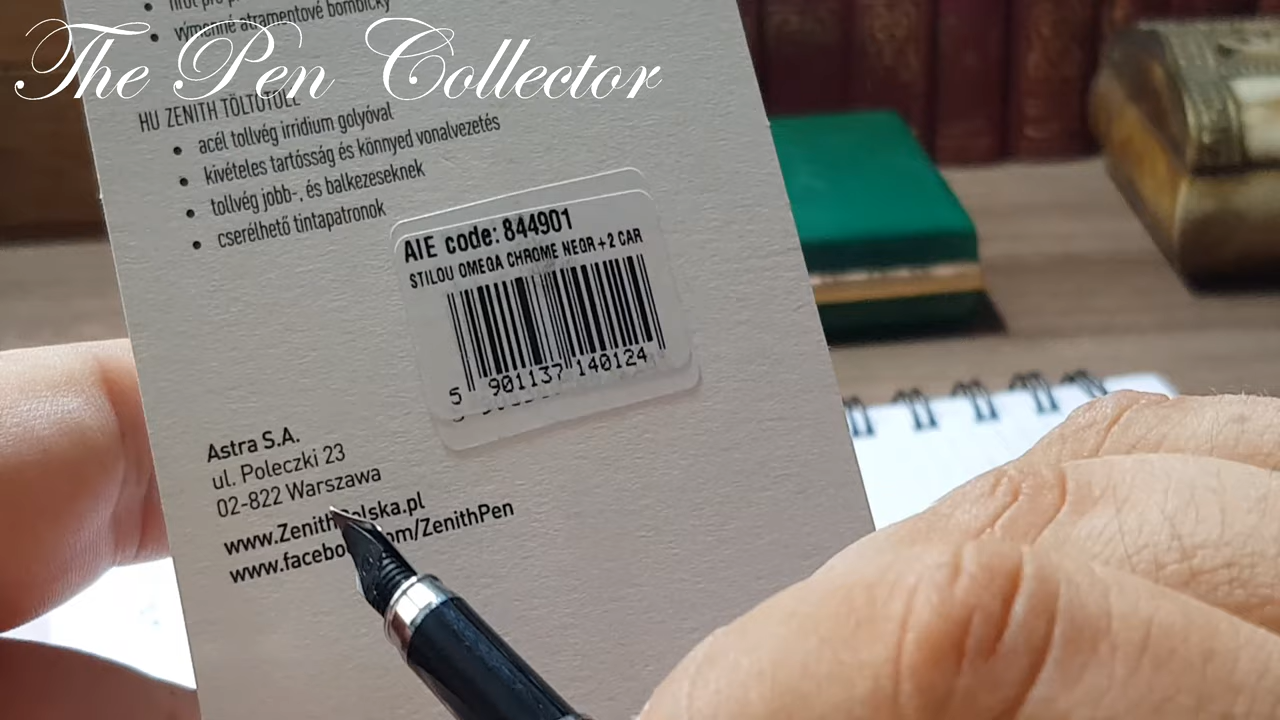 výmenné atramentové bombičky
The Pen Collector
HU ZENITH TÖLTŐTOLL
acél tollvég irridium golyóval
kivételes tartósság és könnyed vonalvezetés
tollvég jobb-, és balkezeseknek
cserélhető tintapatronok
AIE code: 844901
STILOU OMEGA CHROME NEGR+2 CAR
5 901137 140124
Astra S.A.
ul. Poleczki 23
02-822 Warszawa
www.Zenith olska.pl
www.facebo om/ZenithPen